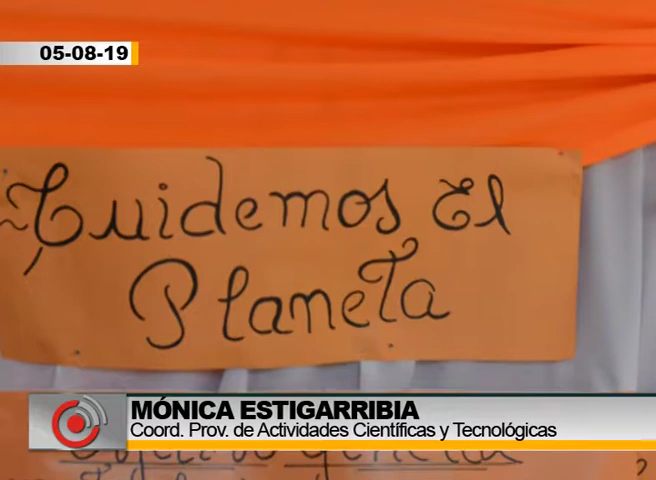 05-08-19
Cuidemos El
Planeta
MÓNICA ESTIGARRIBIA
Coord. Prov. de Actividades Científicas y Tecnológicas